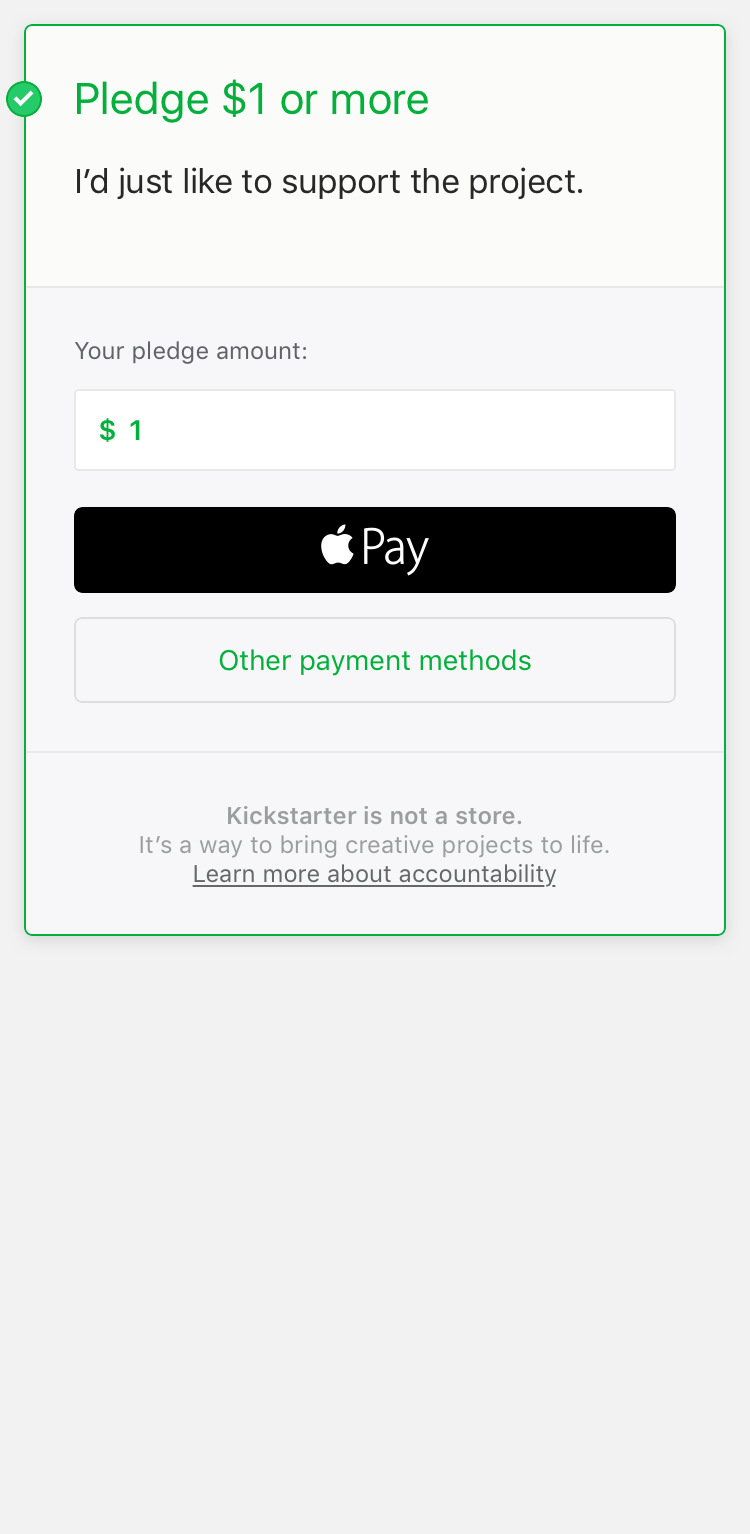 Pledge $1 or more
I’d just like to support the project.
Your pledge amount:
$ 1
Pay
Other payment methods
Kickstarter is not a store.
It’s a way to bring creative projects to life.
Learn more about accountability